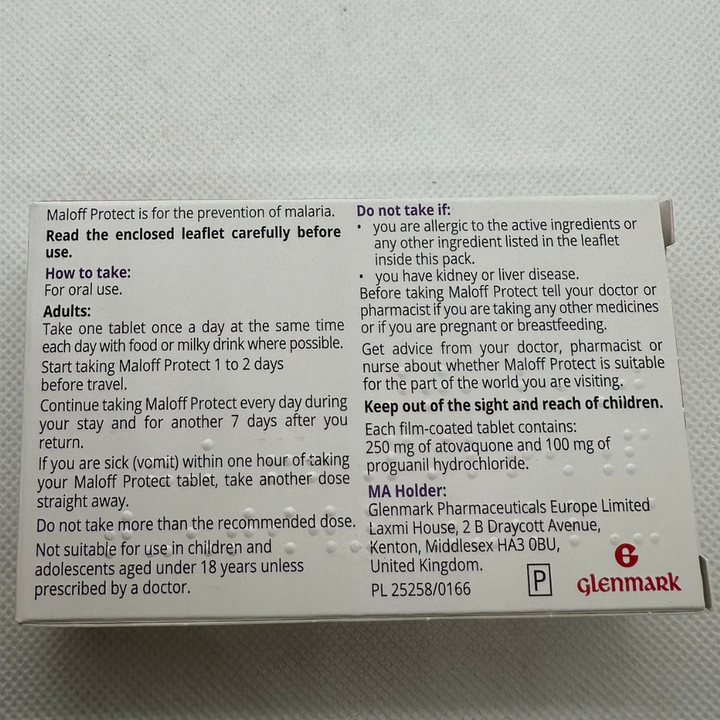 Maloff Protect is for the prevention of malaria.
Read the enclosed leaflet carefully before
use.
How to take:
For oral use.
Adults:
Take one tablet once a day at the same time
each day with food or milky drink where possible.
Start taking Maloff Protect 1 to 2 days
before travel.
Continue taking Maloff Protect every day during
your stay and for another 7 days after you
return.
If you are sick (vomit) within one hour of taking
your Maloff Protect tablet, take another dose
straight away.
Do not take more than the recommended dose.
Not suitable for use in children and
adolescents aged under 18 years unless
prescribed by a doctor.
Do not take if:
• you are allergic to the active ingredients or
any other ingredient listed in the leaflet
inside this pack.
• you have kidney or liver disease.
Before taking Maloff Protect tell your doctor or
pharmacist if you are taking any other medicines
or if you are pregnant or breastfeeding.
Get advice from your doctor, pharmacist or
nurse about whether Maloff Protect is suitable
for the part of the world you are visiting.
Keep out of the sight and reach of children.
Each film-coated tablet contains:
250 mg of atovaquone and 100 mg of
proguanil hydrochloride.
MA Holder:
Glenmark Pharmaceuticals Europe Limited
Laxmi House, 2 B Draycott Avenue,
Kenton, Middlesex HA3 0BU,
United Kingdom.
PL 25258/0166
P
G
glenmark